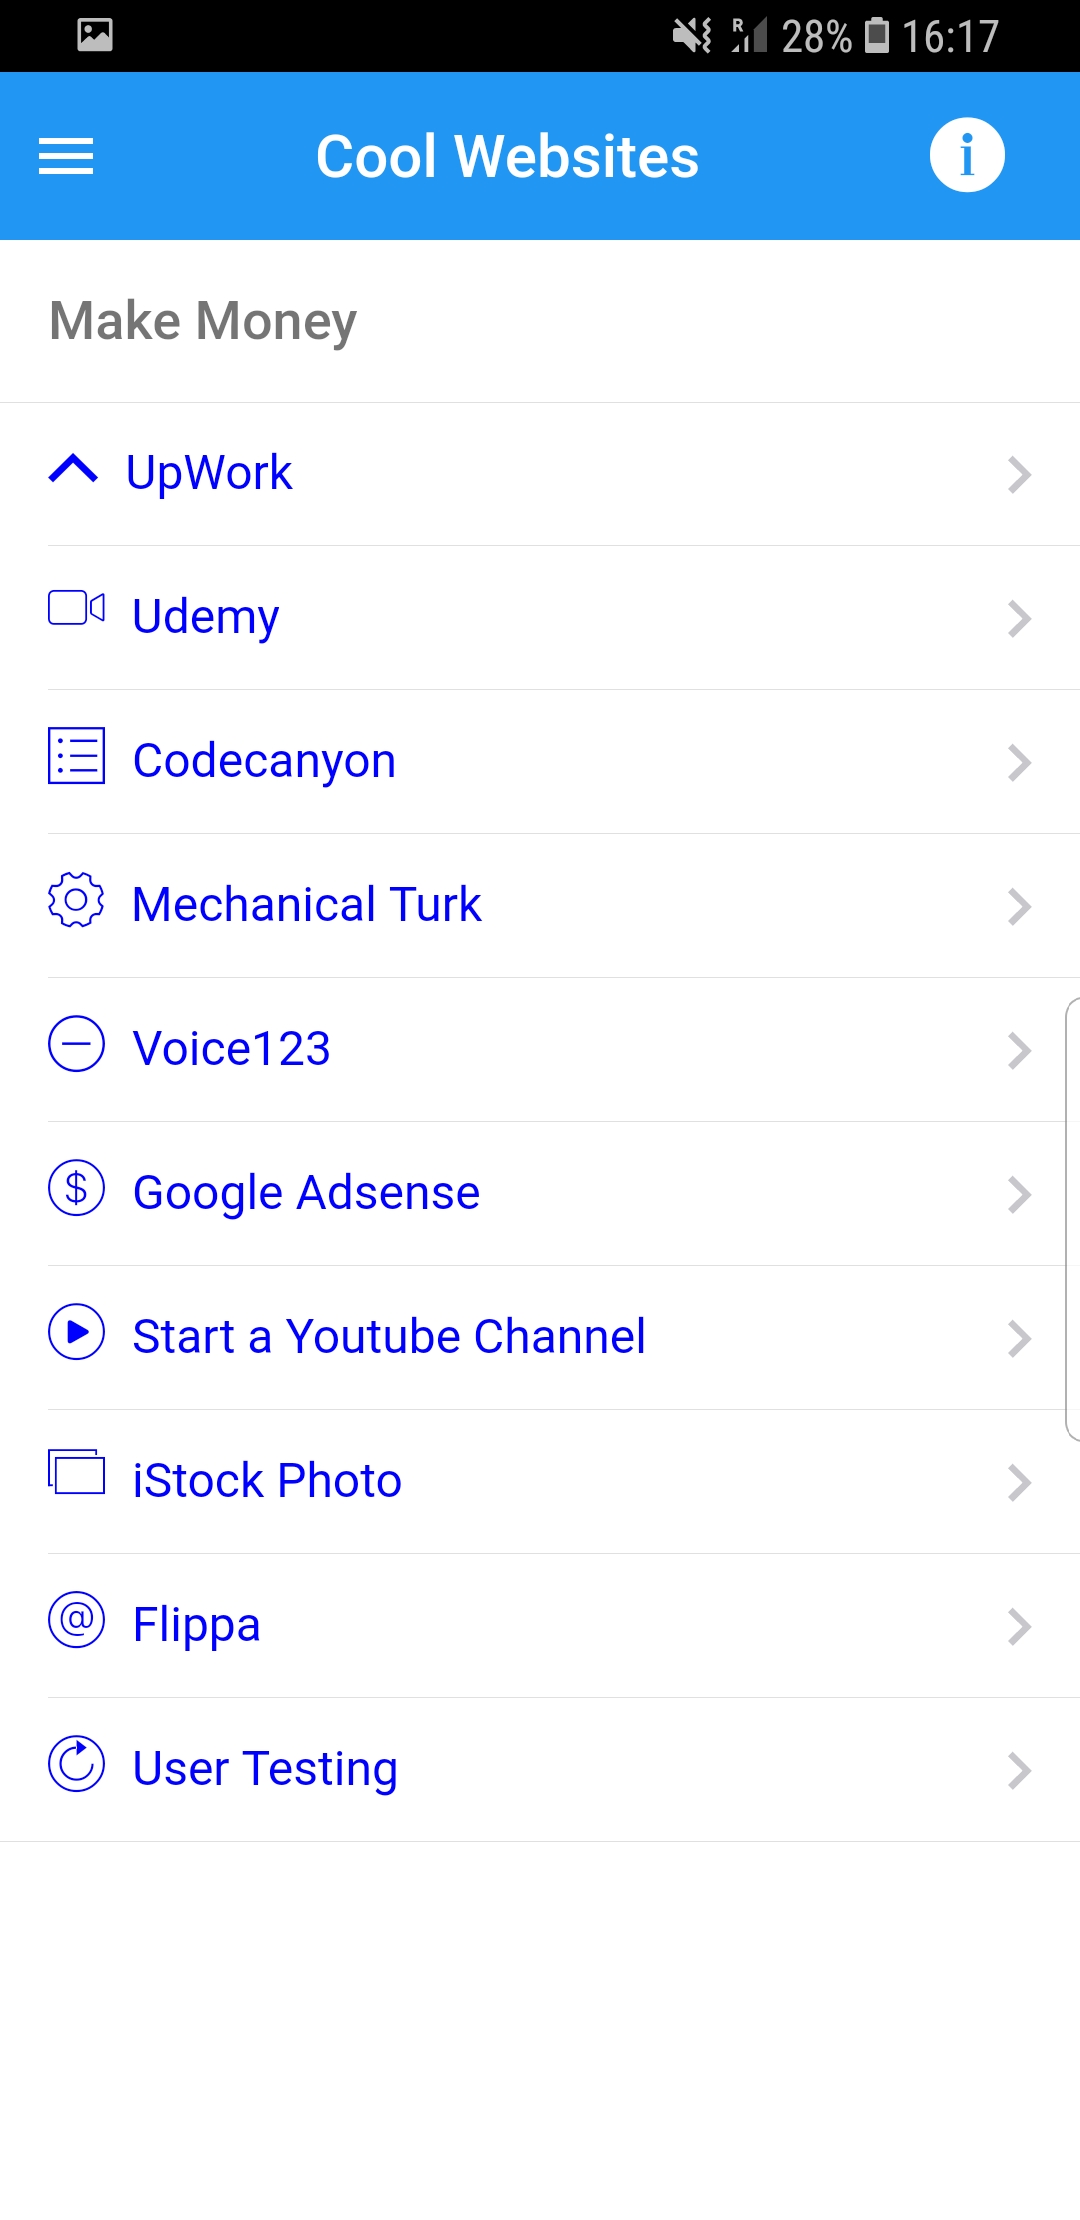 R 28% 16:17
Cool Websites
Make Money
UpWork
Udemy
Codecanyon
Mechanical Turk
Voice123
$ Google Adsense
Start a Youtube Channel
iStock Photo
@ Flippa
User Testing